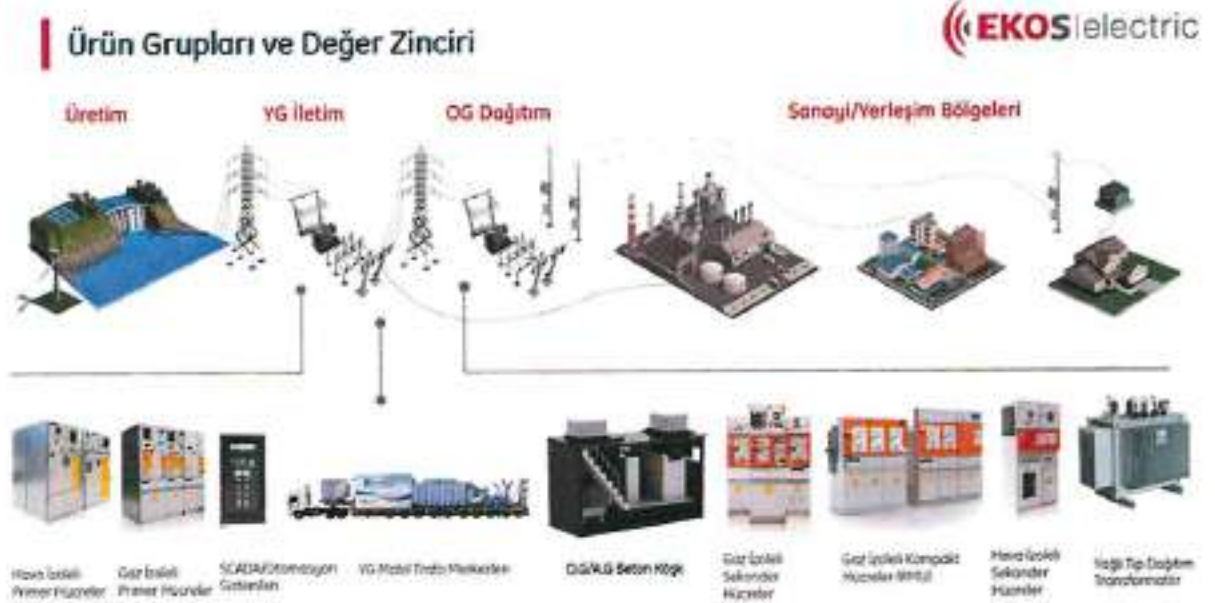 Ürün Grupları ve Değer Zinciri
EKOS electric
Üretim
YG İletim
OG Dağıtım
Sanayi/Yerleşim Bölgeleri
Hava İzoleli
Primer Hücreler
Gaz İzoleli
Primer Hücreler
SCADA/Otomasyon
Sistemleri
YG Mobil Trafo Merkezleri
O.G/A.G Beton Köşk
Gaz İzoleli
Sekonder
Hücreler
Gaz İzoleli Kompakt
Hücreler RMU
Hava İzoleli
Sekonder
Hücreler
Yağlı Tip Dağıtım
Transformatör